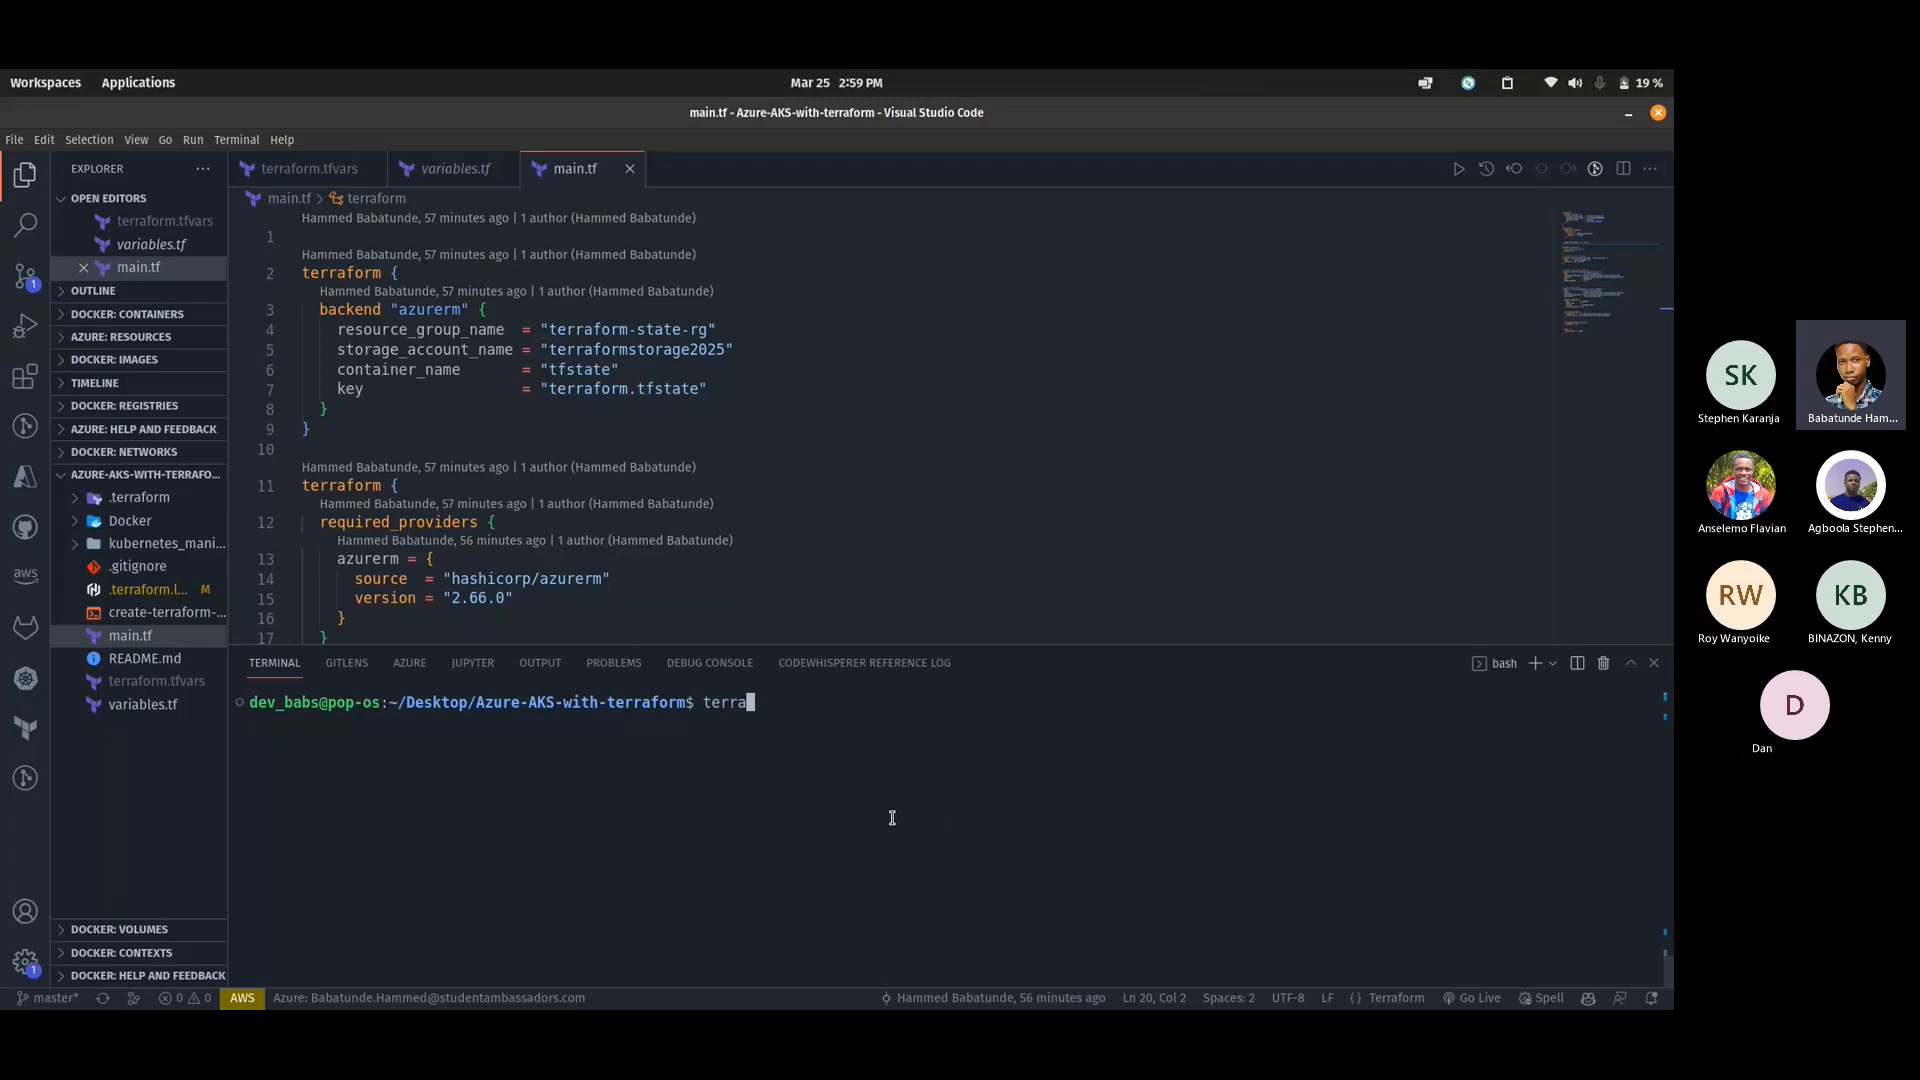 Workspaces Applications
Mar 25 2:59 PM
19 %
main.tf - Azure-AKS-with-terraform - Visual Studio Code
File Edit Selection View Go Run Terminal Help
EXPLORER
terraform.tfvars
variables.tf
main.tf
OPEN EDITORS
terraform.tfvars
variables.tf
main.tf
OUTLINE
DOCKER: CONTAINERS
AZURE: RESOURCES
DOCKER: IMAGES
TIMELINE
DOCKER: REGISTRIES
AZURE: HELP AND FEEDBACK
DOCKER: NETWORKS
AZURE-AKS-WITH-TERRAFO...
.terraform
Docker
kubernetes_mani...
.gitignore
.terraform.l... M
create-terraform-...
main.tf
README.md
terraform.tfvars
variables.tf
DOCKER: VOLUMES
DOCKER: CONTEXTS
DOCKER: HELP AND FEEDBACK
1
aws
1
main.tf > terraform
Hammed Babatunde, 57 minutes ago | 1 author (Hammed Babatunde)
1
Hammed Babatunde, 57 minutes ago | 1 author (Hammed Babatunde)
2 terraform {
Hammed Babatunde, 57 minutes ago | 1 author (Hammed Babatunde)
3 backend "azurerm" {
4 resource_group_name = "terraform-state-rg"
5 storage_account_name = "terraformstorage2025"
6 container_name = "tfstate"
7 key = "terraform.tfstate"
8 }
9 }
10
Hammed Babatunde, 57 minutes ago | 1 author (Hammed Babatunde)
11 terraform {
Hammed Babatunde, 57 minutes ago | 1 author (Hammed Babatunde)
12 required_providers {
Hammed Babatunde, 56 minutes ago | 1 author (Hammed Babatunde)
13 azurerm = {
14 source = "hashicorp/azurerm"
15 version = "2.66.0"
16 }
17 }
TERMINAL GITLENS AZURE JUPYTER OUTPUT PROBLEMS DEBUG CONSOLE CODEWHISPERER REFERENCE LOG
bash
dev_babs@pop-os:~/Desktop/Azure-AKS-with-terraform$ terra
master* 0 0 AWS Azure: Babatunde.Hammed@studentambassadors.com
Hammed Babatunde, 56 minutes ago Ln 20, Col 2 Spaces: 2 UTF-8 LF {} Terraform Go Live Spell
SK
Stephen Karanja
Babatunde Ham...
Anselemo Flavian
Agboola Stephen...
RW
Roy Wanyoike
KB
BINAZON, Kenny
D
Dan